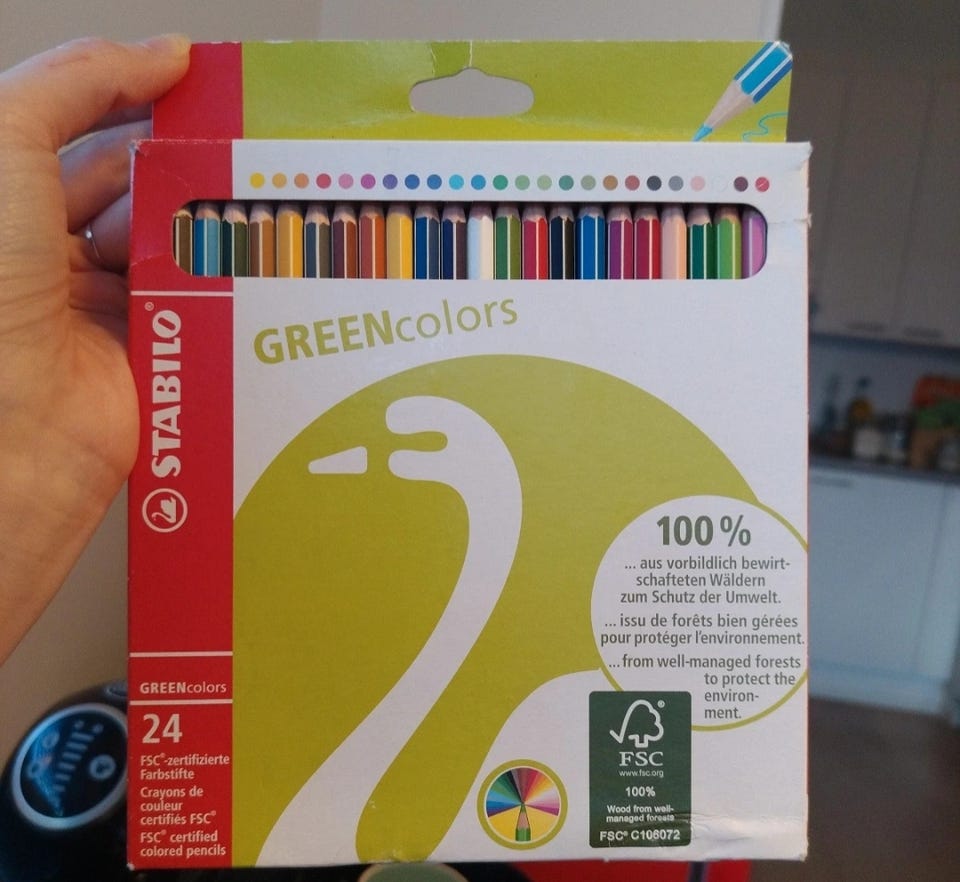 STABILO®
GREENcolors
100%
... aus vorbildlich bewirt-
schafteten Wäldern
zum Schutz der Umwelt.
... issu de forêts bien gérées
pour protéger l'environnement.
... from well-managed forests
to protect the
environ-
ment.
GREENcolors
24
FSC®-zertifizierte
Farbstifte
Crayons de
couleur
certifiés FSC®
FSC® certified
colored pencils
®
FSC
www.fsc.org
100%
Wood from well-
managed forests
FSC® C106072